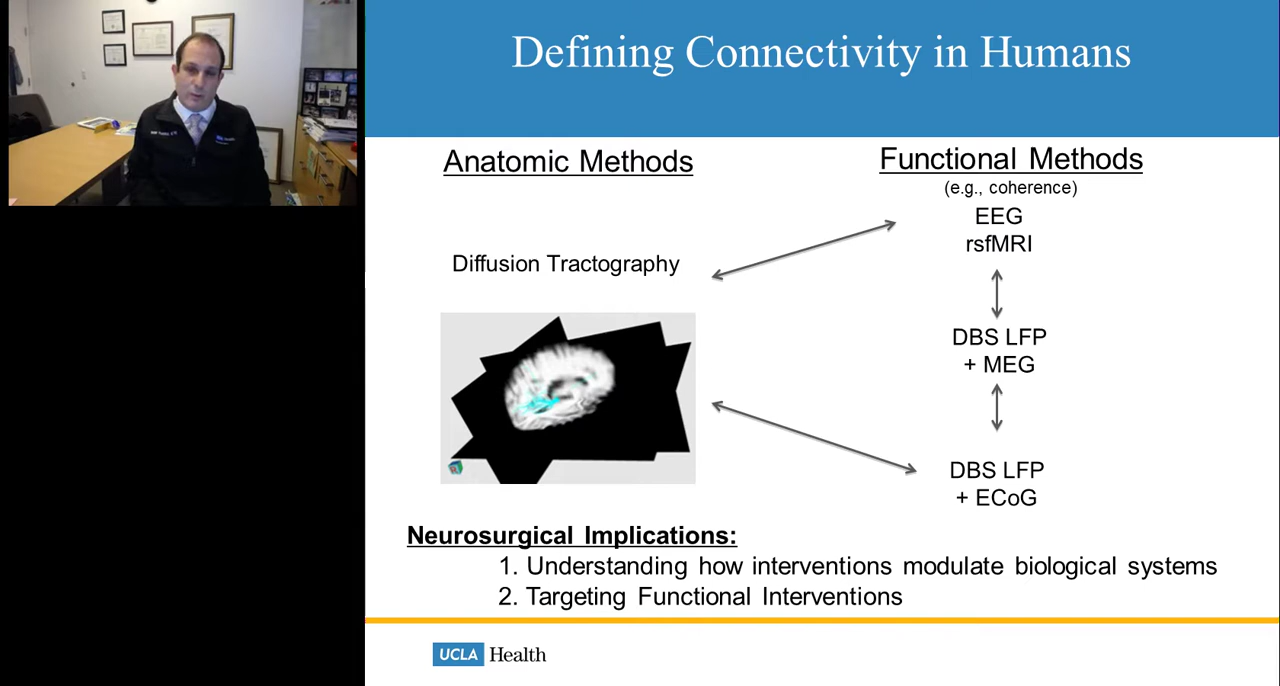 Defining Connectivity in Humans
Anatomic Methods
Diffusion Tractography
Functional Methods
(e.g., coherence)
EEG
rsfMRI
DBS LFP
+ MEG
DBS LFP
+ ECoG
Neurosurgical Implications:
1. Understanding how interventions modulate biological systems
2. Targeting Functional Interventions
UCLA Health